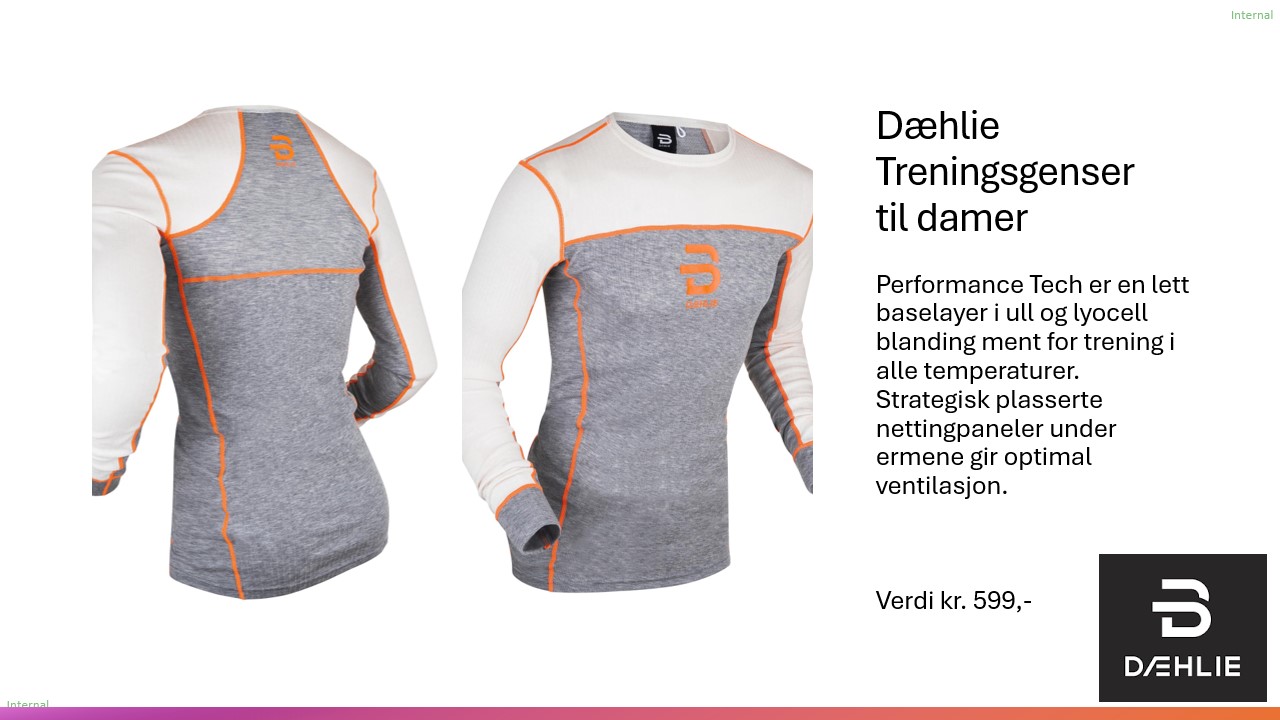 Internal
Dæhlie
Treningsgenser
til damer
Performance Tech er en lett
baselayer i ull og lyocell
blanding ment for trening i
alle temperaturer.
Strategisk plasserte
nettingpaneler under
ermene gir optimal
ventilasjon.
Verdi kr. 599,-
DÆHLIE
Internal